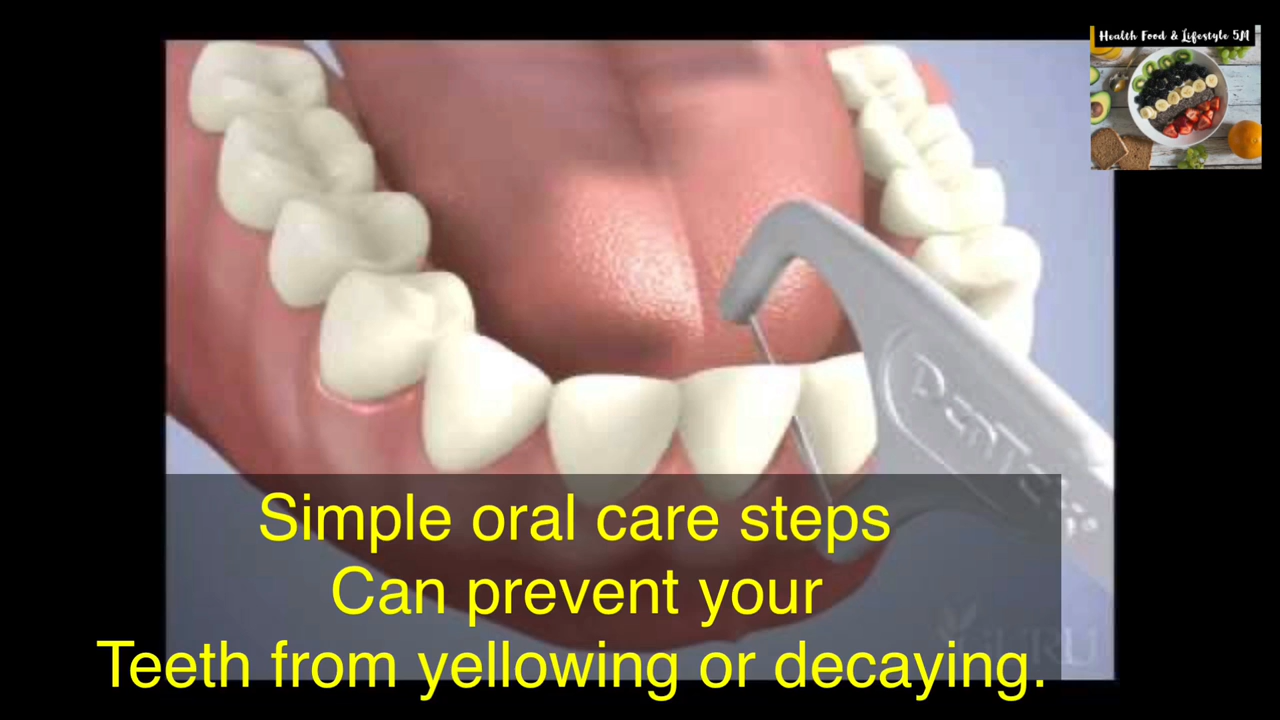 Health Food & Lifestyle 5M
Simple oral care steps
Can prevent your
Teeth from yellowing or decaying.